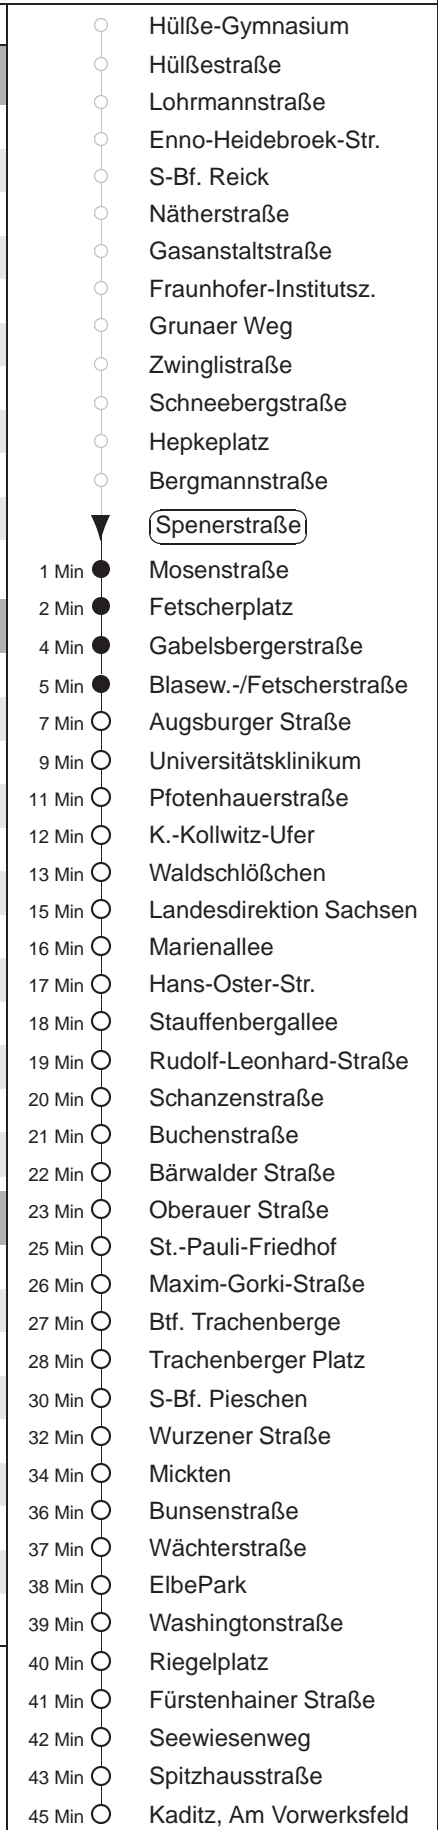 Hülße-Gymnasium
Hülßestraße
Lohrmannstraße
Enno-Heidebroek-Str.
S-Bf. Reick
Nätherstraße
Gasanstaltstraße
Fraunhofer-Institutsz.
Grunaer Weg
Zwinglistraße
Schneebergstraße
Hepkeplatz
Bergmannstraße
Spenerstraße
1 Min Mosenstraße
2 Min Fetscherplatz
4 Min Gabelsbergerstraße
5 Min Blasew.-/Fetscherstraße
7 Min Augsburger Straße
9 Min Universitätsklinikum
11 Min Pfotenhauerstraße
12 Min K.-Kollwitz-Ufer
13 Min Waldschlößchen
15 Min Landesdirektion Sachsen
16 Min Marienallee
17 Min Hans-Oster-Str.
18 Min Stauffenbergallee
19 Min Rudolf-Leonhard-Straße
20 Min Schanzenstraße
21 Min Buchenstraße
22 Min Bärwalder Straße
23 Min Oberauer Straße
25 Min St.-Pauli-Friedhof
26 Min Maxim-Gorki-Straße
27 Min Btf. Trachenberge
28 Min Trachenberger Platz
30 Min S-Bf. Pieschen
32 Min Wurzener Straße
34 Min Mickten
36 Min Bunsenstraße
37 Min Wächterstraße
38 Min ElbePark
39 Min Washingtonstraße
40 Min Riegelplatz
41 Min Fürstenhainer Straße
42 Min Seewiesenweg
43 Min Spitzhausstraße
45 Min Kaditz, Am Vorwerksfeld